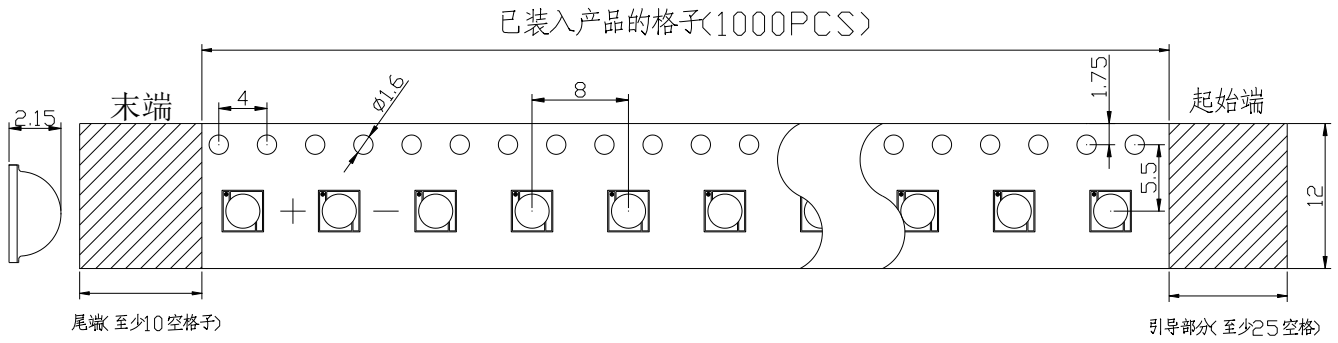 已装入产品的格子(1000PCS)
2.15
末端
4
Ø1.6
8
1.75
起始端
5.5
12
+
-
尾端(至少10空格子)
引导部分(至少25空格)